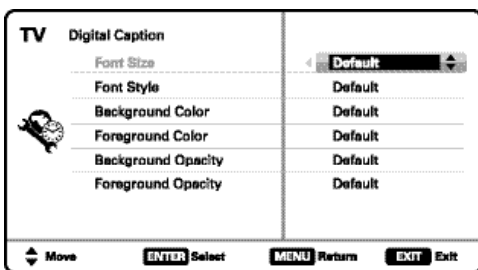 TV Digital Caption
Font Size Default
Font Style Default
Background Color Default
Foreground Color Default
Background Opacity Default
Foreground Opacity Default
Move ENTER Select MENU Return EXIT Exit